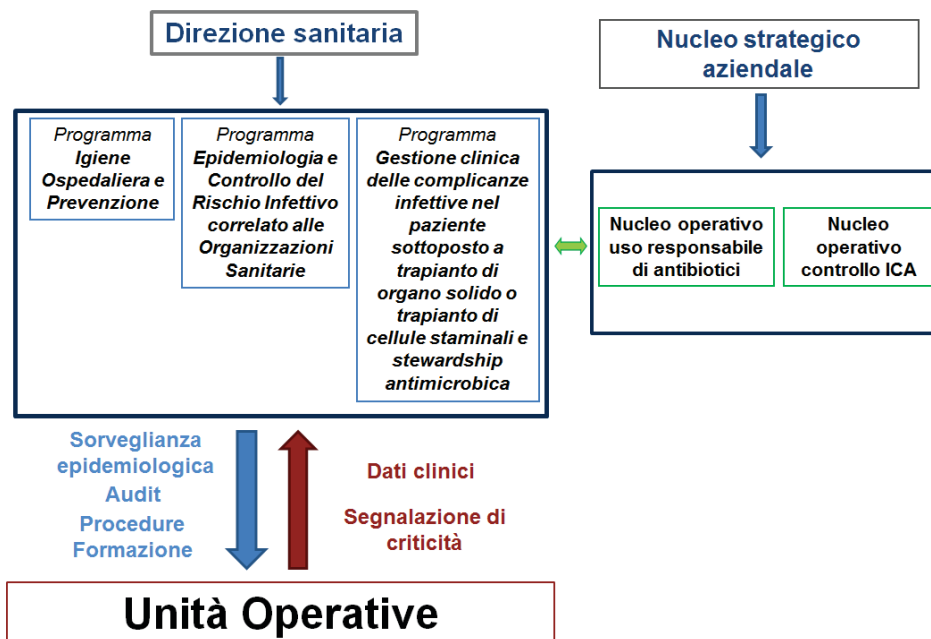 Direzione sanitaria
Nucleo strategico
aziendale
Programma
Igiene
Ospedaliera e
Prevenzione
Programma
Epidemiologia e
Controllo del
Rischio Infettivo
correlato alle
Organizzazioni
Sanitarie
Programma
Gestione clinica
delle complicanze
infettive nel
paziente
sottoposto a
trapianto di
organo solido o
trapianto di
cellule staminali e
stewardship
antimicrobica
Nucleo operativo
uso responsabile
di antibiotici
Nucleo
operativo
controllo ICA
Sorveglianza
epidemiologica
Audit
Procedure
Formazione
Dati clinici
Segnalazione di
criticità
Unità Operative